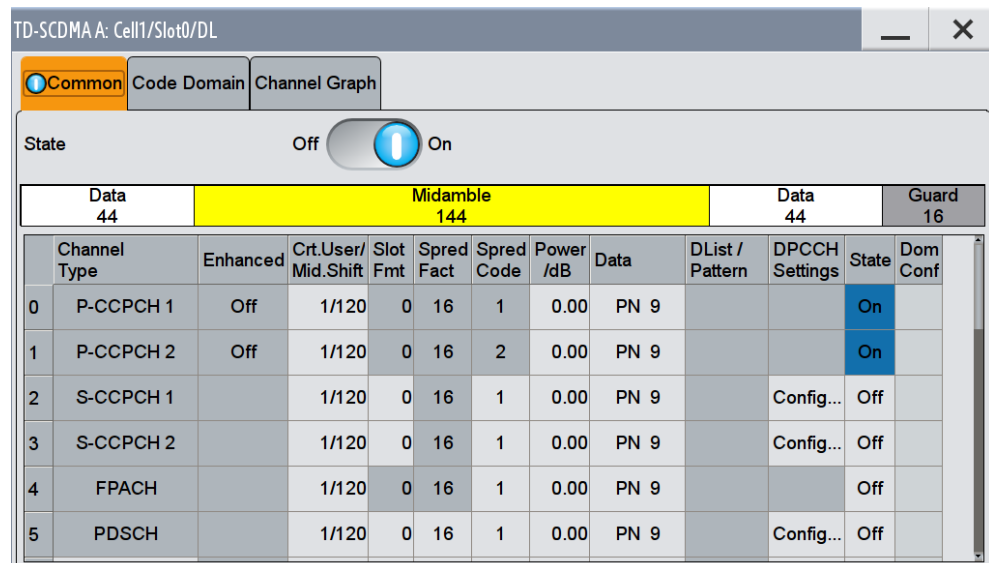 TD-SCDMA A: Cell1/Slot0/DL
Common Code Domain Channel Graph
State Off On
Data Midamble Data Guard
44 144 44 16
Channel Type Enhanced Crt.User/ Mid.Shift Slot Fmt Spred Fact Spred Code Power /dB Data DList / Pattern DPCCH Settings State Dom Conf
0 P-CCPCH 1 Off 1/120 0 16 1 0.00 PN 9 On
1 P-CCPCH 2 Off 1/120 0 16 2 0.00 PN 9 On
2 S-CCPCH 1 1/120 0 16 1 0.00 PN 9 Config... Off
3 S-CCPCH 2 1/120 0 16 1 0.00 PN 9 Config... Off
4 FPACH 1/120 0 16 1 0.00 PN 9 Off
5 PDSCH 1/120 0 16 1 0.00 PN 9 Config... Off